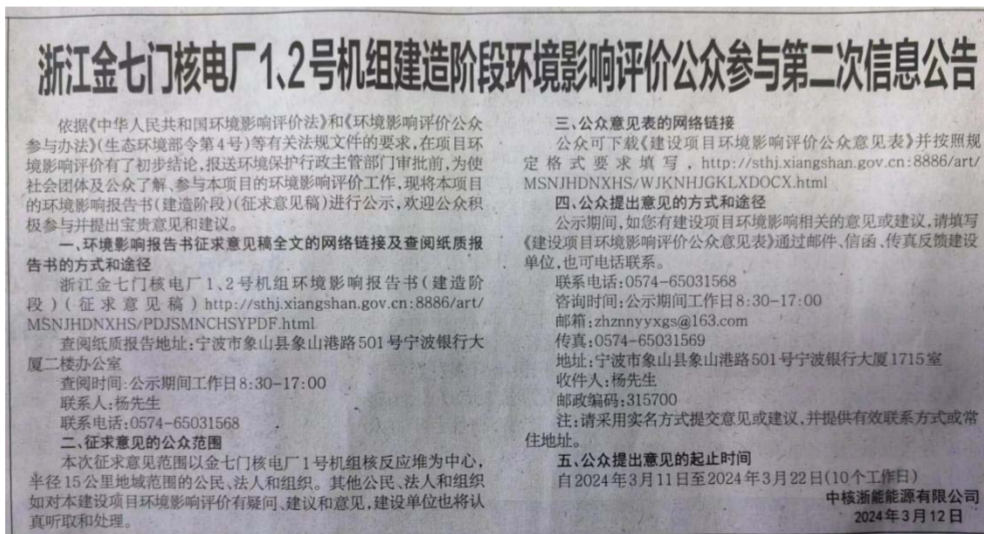 浙江金七门核电厂1、2号机组建造阶段环境影响评价公众参与第二次信息公告
依据《中华人民共和国环境影响评价法》和《环境影响评价公众
参与办法》(生态环境部令第4号)等有关法规文件的要求,在项目环
境影响评价有了初步结论,报送环境保护行政主管部门审批前,为使
社会团体及公众了解、参与本项目的环境影响评价工作,现将本项目
的环境影响报告书(建造阶段)(征求意见稿)进行公示,欢迎公众积
极参与并提出宝贵意见和建议。
一、环境影响报告书征求意见稿全文的网络链接及查阅纸质报
告书的方式和途径
浙江金七门核电厂1、2号机组环境影响报告书(建造阶
段)(征求意见稿)http://sthj.xiangshan.gov.cn:8886/art/
MSNJHDNXHS/PDJSMNCHSYPDF.html
查阅纸质报告地址:宁波市象山县象山港路501号宁波银行大
厦二楼办公室
查阅时间:公示期间工作日8:30-17:00
联系人:杨先生
联系电话:0574-65031568
二、征求意见的公众范围
本次征求意见范围以金七门核电厂1号机组核反应堆为中心,
半径15公里地域范围的公民、法人和组织。其他公民、法人和组织
如对本建设项目环境影响评价有疑问、建议和意见,建设单位也将认
真听取和处理。
三、公众意见表的网络链接
公众可下载《建设项目环境影响评价公众意见表》并按照规
定格式要求填写,http://sthj.xiangshan.gov.cn:8886/art/
MSNJHDNXHS/WJKNHJGKLXDOCX.html
四、公众提出意见的方式和途径
公示期间,如您有建设项目环境影响相关的意见或建议,请填写
《建设项目环境影响评价公众意见表》通过邮件、信函、传真反馈建设
单位,也可电话联系。
联系电话:0574-65031568
咨询时间:公示期间工作日8:30-17:00
邮箱:zhznnyyxgs@163.com
传真:0574-65031569
地址:宁波市象山县象山港路501号宁波银行大厦1715室
收件人:杨先生
邮政编码:315700
注:请采用实名方式提交意见或建议,并提供有效联系方式或常
住地址。
五、公众提出意见的起止时间
自2024年3月11日至2024年3月22日(10个工作日)
中核浙能能源有限公司
2024年3月12日